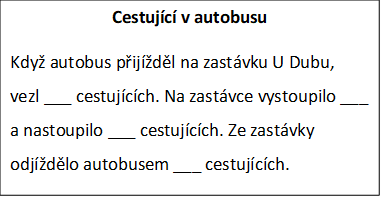 Cestující v autobusu
Když autobus přijížděl na zastávku U Dubu,
vezl ___ cestujících. Na zastávce vystoupilo ___
a nastoupilo ___ cestujících. Ze zastávky
odjíždělo autobusem ___ cestujících.